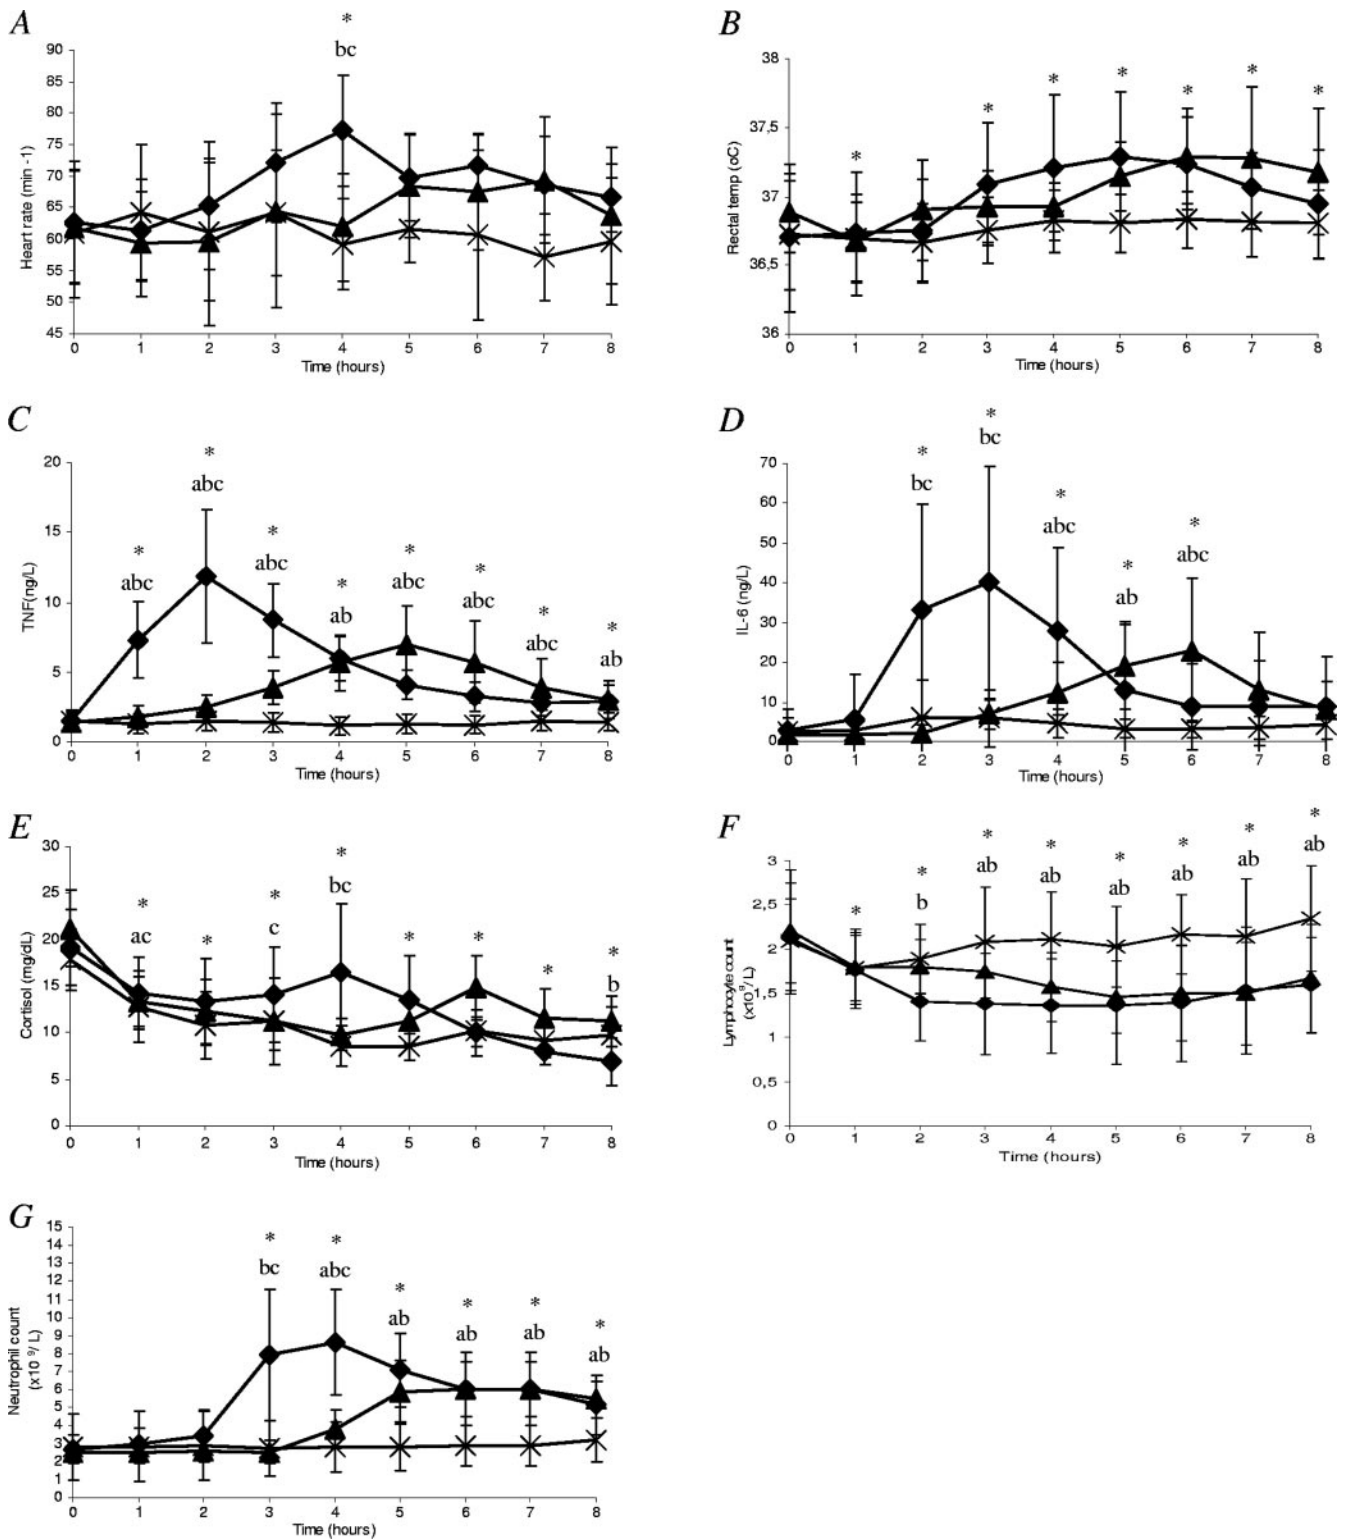 A
*
bc
90
85
80
75
70
65
60
55
50
45
Heart rate (min -1)
0 1 2 3 4 5 6 7 8
Time (hours)
B
* * * * * * *
38
37,5
37
36,5
36
Rectal temp (oC)
0 1 2 3 4 5 6 7 8
Time (hours)
C
* * * * * * * *
abc abc abc ab abc abc abc ab
20
15
10
5
0
TNF(ng/L)
0 1 2 3 4 5 6 7 8
Time (hours)
D
* * * * *
bc bc abc ab abc
70
60
50
40
30
20
10
0
IL-6 (ng/L)
0 1 2 3 4 5 6 7 8
Time (hours)
E
* * * * * * * *
ac c bc b
30
25
20
15
10
5
0
Cortisol (mg/dL)
0 1 2 3 4 5 6 7 8
Time (hours)
F
* * * * * * * *
b ab ab ab ab ab ab
3
2,5
2
1,5
1
0,5
0
Lymphocyte count
(x10⁹/L)
0 1 2 3 4 5 6 7 8
Time (hours)
G
* * * * * *
bc abc ab ab ab ab
15
14
13
12
11
10
9
8
7
6
5
4
3
2
1
0
Neutrophil count
(x10 ⁹/ L)
0 1 2 3 4 5 6 7 8
Time (hours)